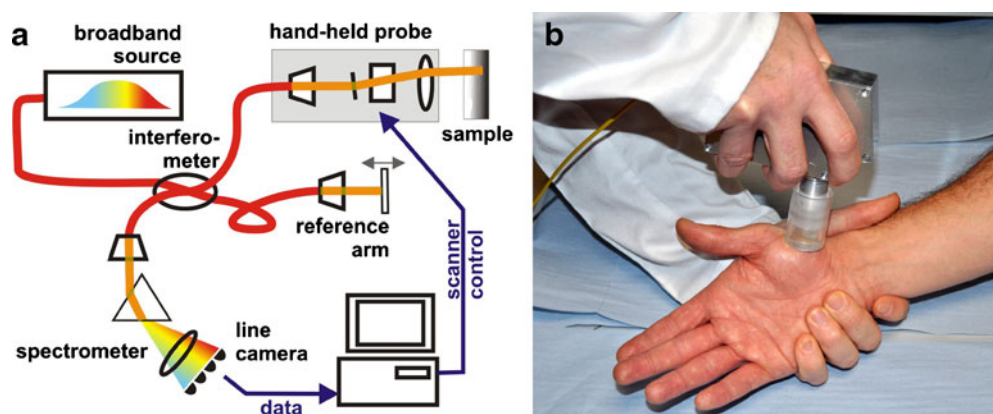 a
broadband
source
hand-held probe
sample
interfero-
meter
reference
arm
scanner
control
spectrometer
line
camera
data
b